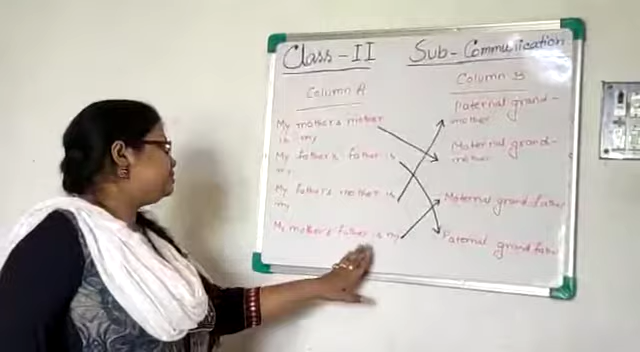 Class-II
Sub- Communication
Column A
Column B
My mother's mother
is my
My father's father is
my
My father's mother is
my
My mother's father is my
Paternal grand-
mother
Maternal grand-
mother
Maternal grand father
Paternal grand father